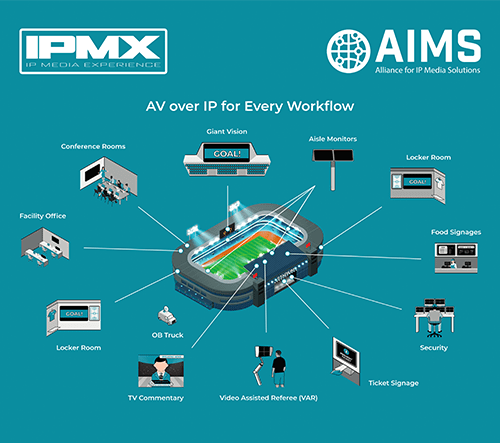 IPMX
IP MEDIA EXPERIENCE
AIMS
Alliance for IP Media Solutions
AV over IP for Every Workflow
Giant Vision
GOAL!
Aisle Monitors
Conference Rooms
Locker Room
GOAL!
Facility Office
Food Signages
GOAL!
Locker Room
OB Truck
Security
TV Commentary
Video Assisted Referee (VAR)
Ticket Signage